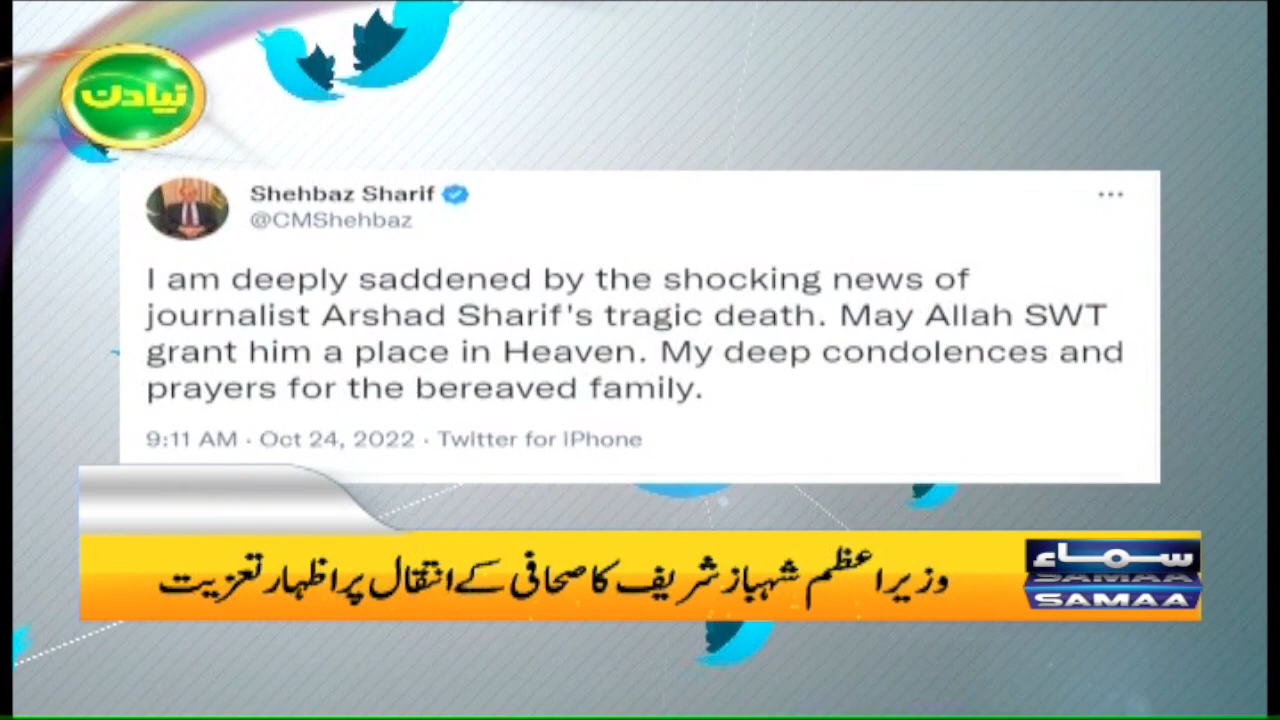 نیا دن
Shehbaz Sharif
@CMShehbaz
I am deeply saddened by the shocking news of
journalist Arshad Sharif's tragic death. May Allah SWT
grant him a place in Heaven. My deep condolences and
prayers for the bereaved family.
9:11 AM · Oct 24, 2022 · Twitter for iPhone
وزیراعظم شہباز شریف کا صحافی کے انتقال پر اظہار تعزیت
سماء
SAMAA
SAMAA